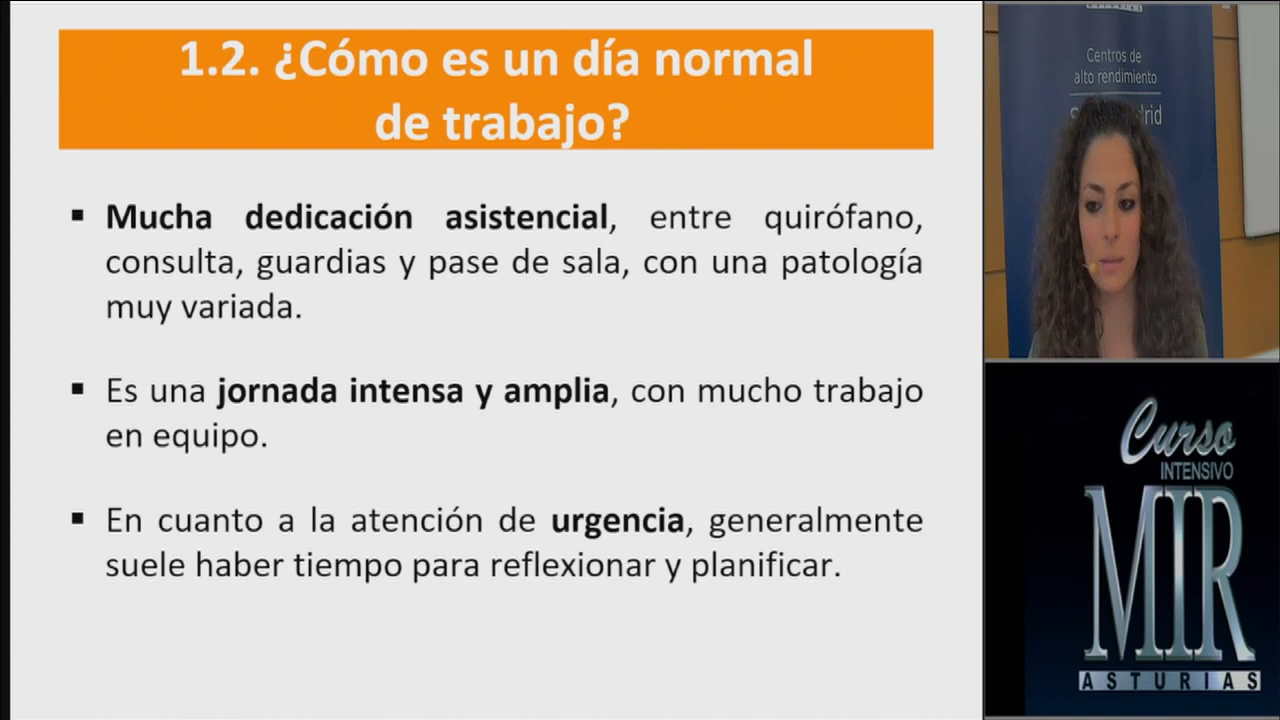 1.2. ¿Cómo es un día normal
de trabajo?
▪ Mucha dedicación asistencial, entre quirófano,
consulta, guardias y pase de sala, con una patología
muy variada.
▪ Es una jornada intensa y amplia, con mucho trabajo
en equipo.
▪ En cuanto a la atención de urgencia, generalmente
suele haber tiempo para reflexionar y planificar.
Centros de
alto rendimiento
Curso
INTENSIVO
MIR
ASTURIAS